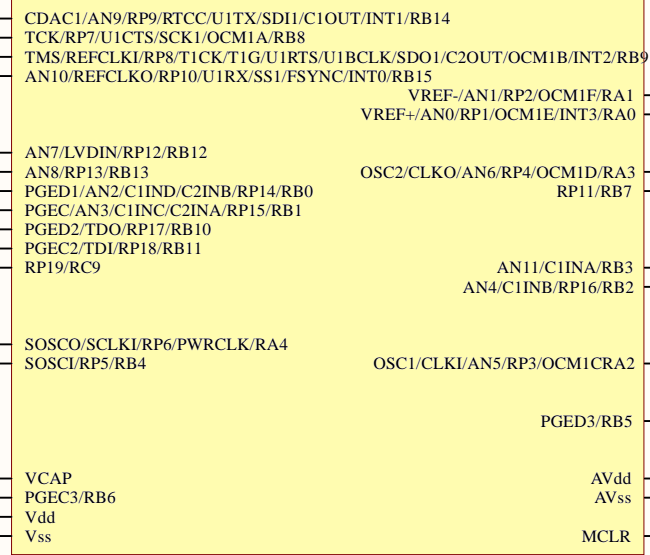 CDAC1/AN9/RP9/RTCC/U1TX/SDI1/C1OUT/INT1/RB14
TCK/RP7/U1CTS/SCK1/OCM1A/RB8
TMS/REFCLKI/RP8/T1CK/T1G/U1RTS/U1BCLK/SDO1/C2OUT/OCM1B/INT2/RB9
AN10/REFCLKO/RP10/U1RX/SS1/FSYNC/INT0/RB15
VREF-/AN1/RP2/OCM1F/RA1
VREF+/AN0/RP1/OCM1E/INT3/RA0
AN7/LVDIN/RP12/RB12
AN8/RP13/RB13
OSC2/CLKO/AN6/RP4/OCM1D/RA3
PGED1/AN2/C1IND/C2INB/RP14/RB0
RP11/RB7
PGEC/AN3/C1INC/C2INA/RP15/RB1
PGED2/TDO/RP17/RB10
PGEC2/TDI/RP18/RB11
RP19/RC9
AN11/C1INA/RB3
AN4/C1INB/RP16/RB2
SOSCO/SCLKI/RP6/PWRCLK/RA4
SOSCI/RP5/RB4
OSC1/CLKI/AN5/RP3/OCM1CRA2
PGED3/RB5
VCAP
AVdd
PGEC3/RB6
AVss
Vdd
Vss
MCLR